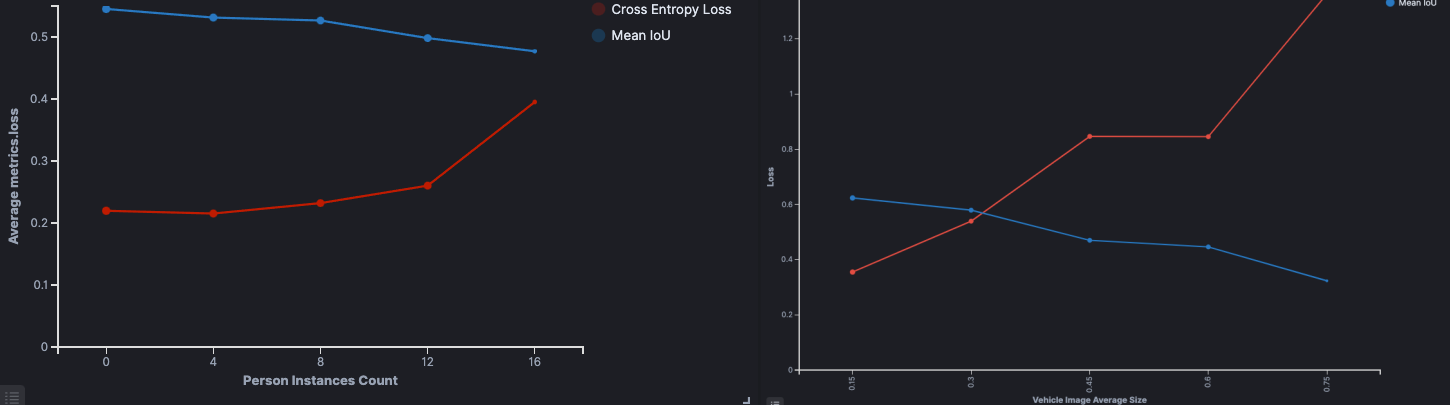 Cross Entropy Loss
Mean IoU
0.5
0.4
0.3
0.2
0.1
0
Average metrics.loss
0 4 8 12 16
Person Instances Count
Mean IoU
1.2
1
0.8
0.6
0.4
0.2
0
Loss
0.15 0.3 0.45 0.6 0.75
Vehicle Image Average Size